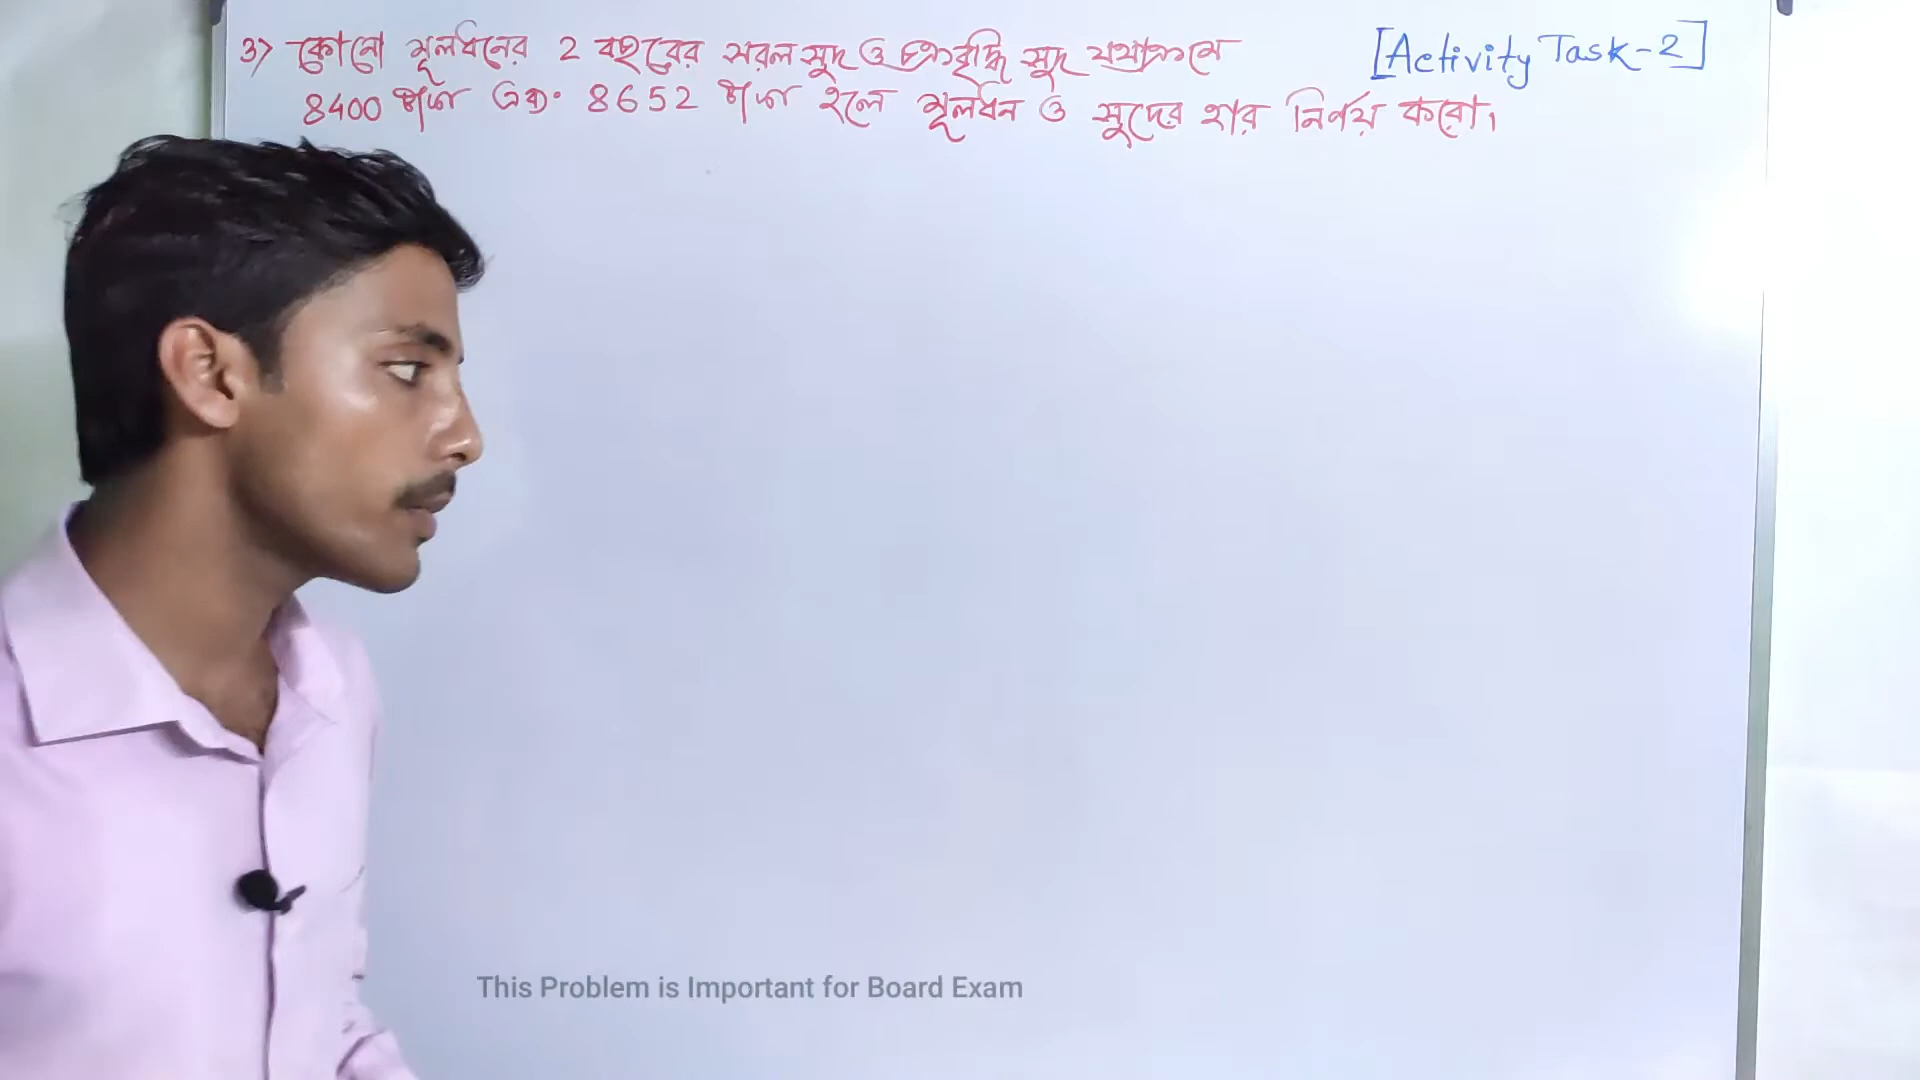 3) কোনো মূলধনের 2 বছরের সরল সুদ ও চক্রবৃদ্ধি সুদ যথাক্রমে
[Activity Task-2]
8400 টাকা এবং 8652 টাকা হলে মূলধন ও সুদের হার নির্ণয় করো।
This Problem is Important for Board Exam